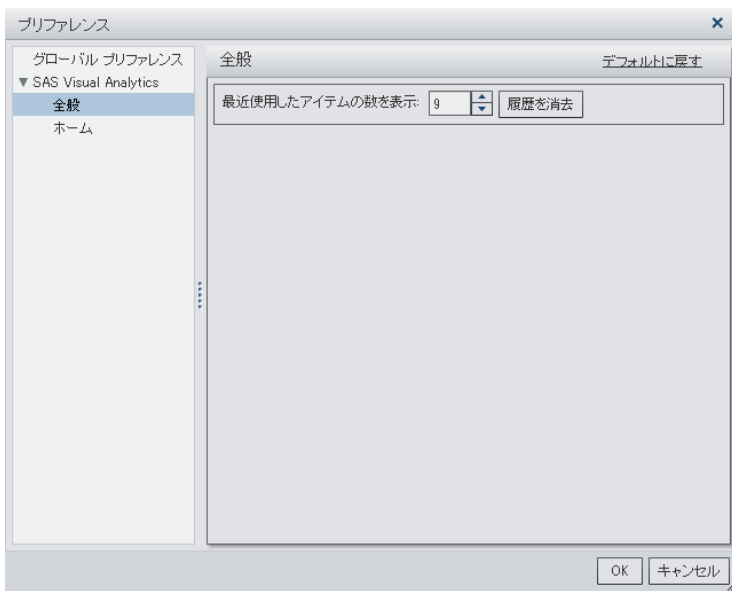 プリファレンス
グローバル プリファレンス
SAS Visual Analytics
全般
ホーム
全般
デフォルトに戻す
最近使用したアイテムの数を表示: 9 履歴を消去
OK キャンセル